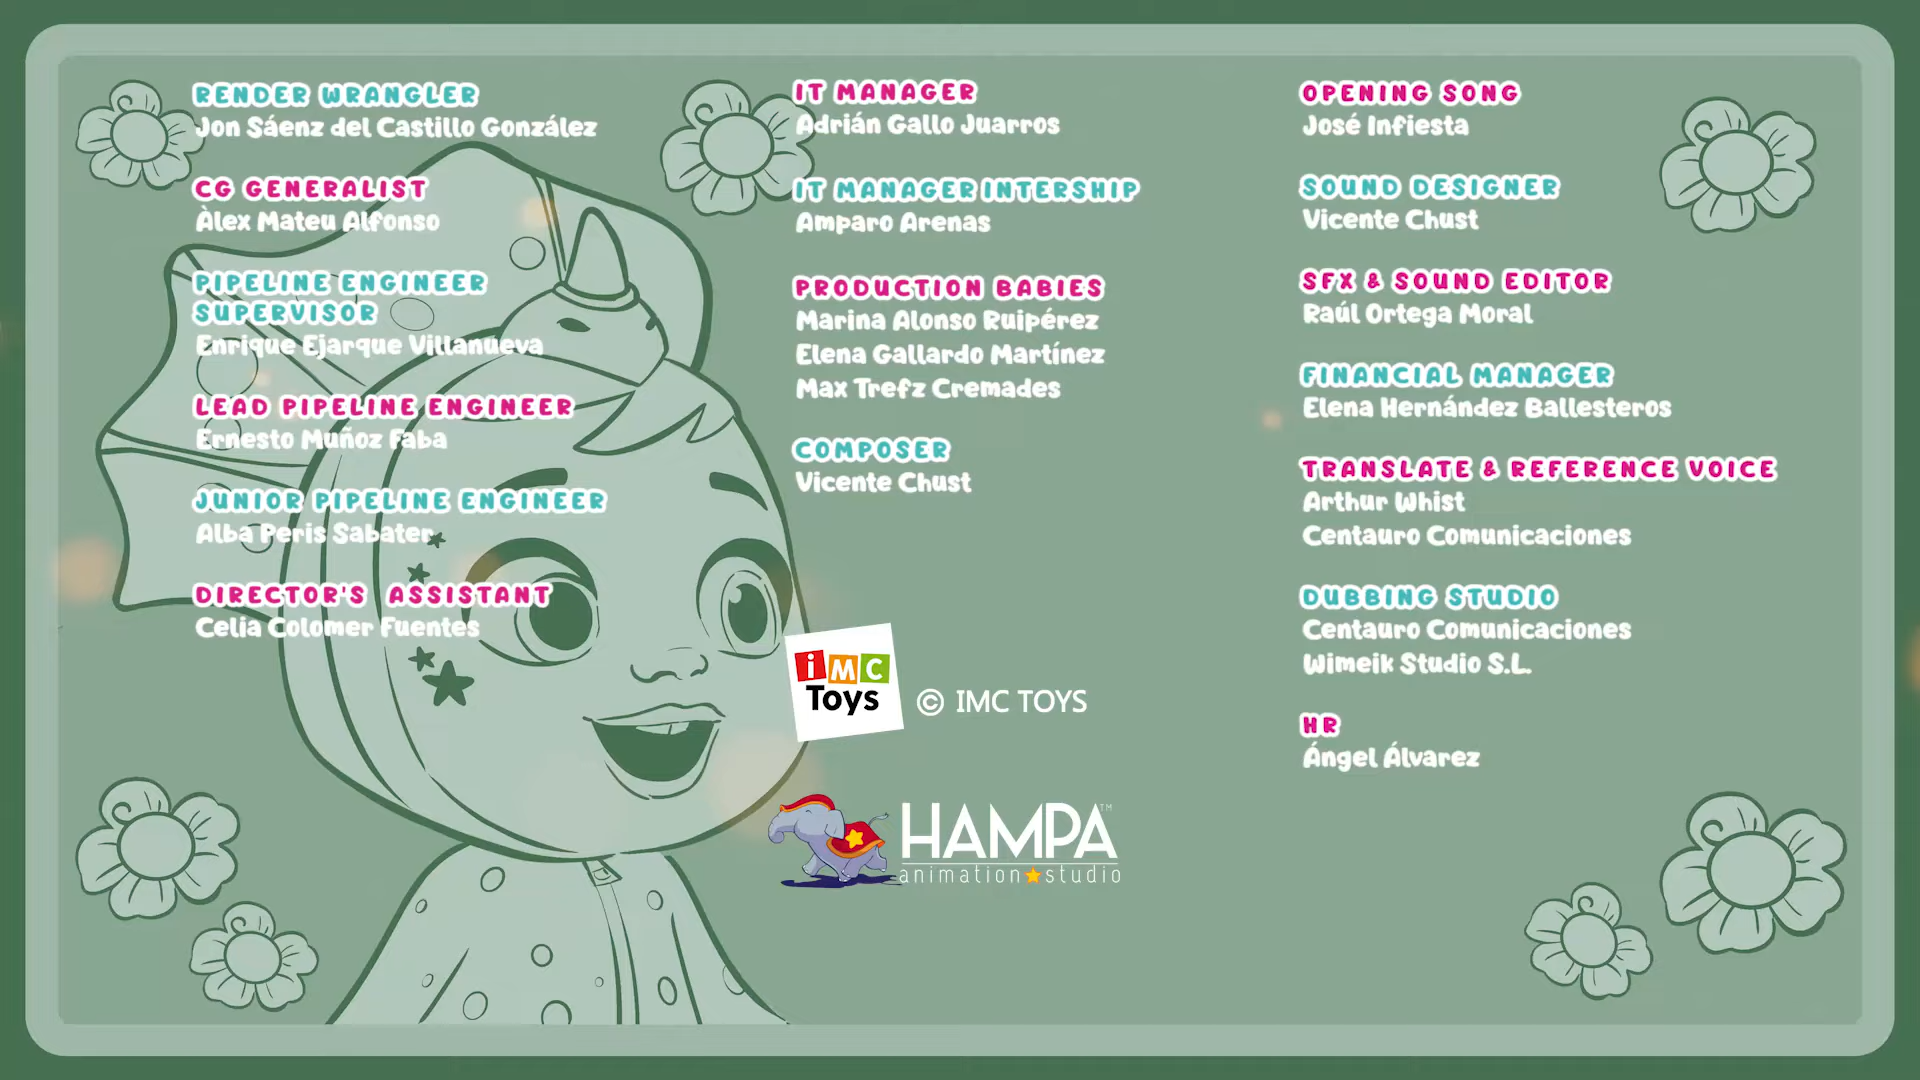 RENDER WRANGLER
Jon Sáenz del Castillo González
CG GENERALIST
Àlex Mateu Alfonso
PIPELINE ENGINEER
SUPERVISOR
Enrique Ejarque Villanueva
LEAD PIPELINE ENGINEER
Ernesto Muñoz Faba
JUNIOR PIPELINE ENGINEER
Alba Peris Sabater
DIRECTOR'S ASSISTANT
Celia Colomer Fuentes
IT MANAGER
Adrián Gallo Juarros
IT MANAGER INTERSHIP
Amparo Arenas
PRODUCTION BABIES
Marina Alonso Ruipérez
Elena Gallardo Martínez
Max Trefz Cremades
COMPOSER
Vicente Chust
iMC
Toys
© IMC TOYS
HAMPA™
animation studio
OPENING SONG
José Infiesta
SOUND DESIGNER
Vicente Chust
SFX & SOUND EDITOR
Raúl Ortega Moral
FINANCIAL MANAGER
Elena Hernández Ballesteros
TRANSLATE & REFERENCE VOICE
Arthur Whist
Centauro Comunicaciones
DUBBING STUDIO
Centauro Comunicaciones
Wimeik Studio S.L.
HR
Ángel Álvarez